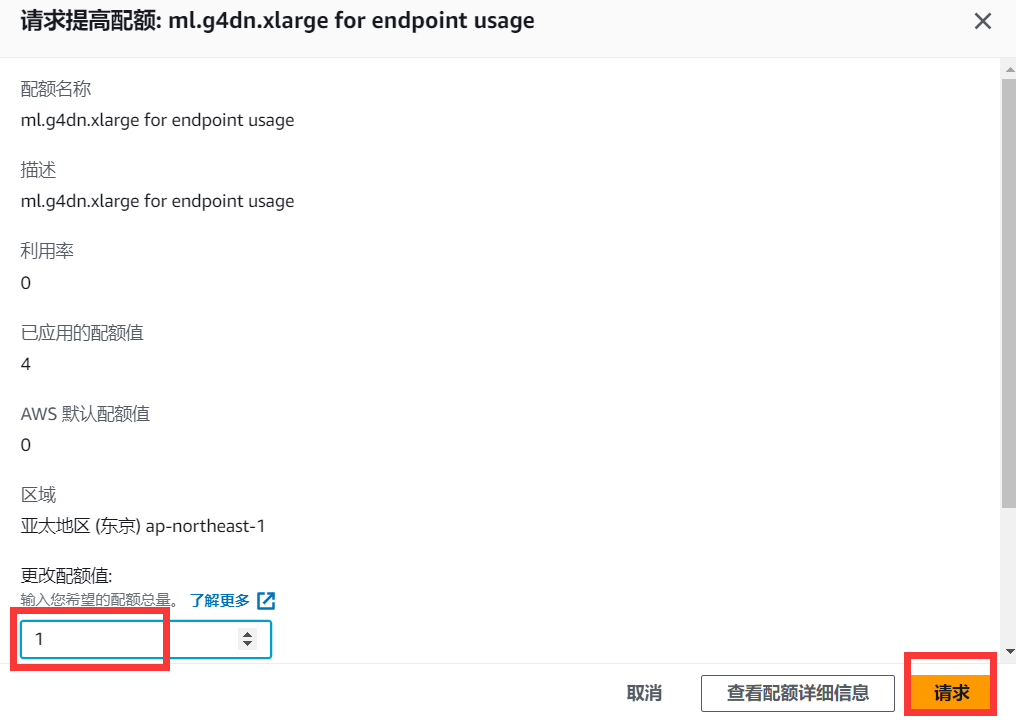 请求提高配额: ml.g4dn.xlarge for endpoint usage
配额名称
ml.g4dn.xlarge for endpoint usage
描述
ml.g4dn.xlarge for endpoint usage
利用率
0
已应用的配额值
4
AWS 默认配额值
0
区域
亚太地区 (东京) ap-northeast-1
更改配额值:
输入您希望的配额总量。 了解更多
1
取消 查看配额详细信息 请求